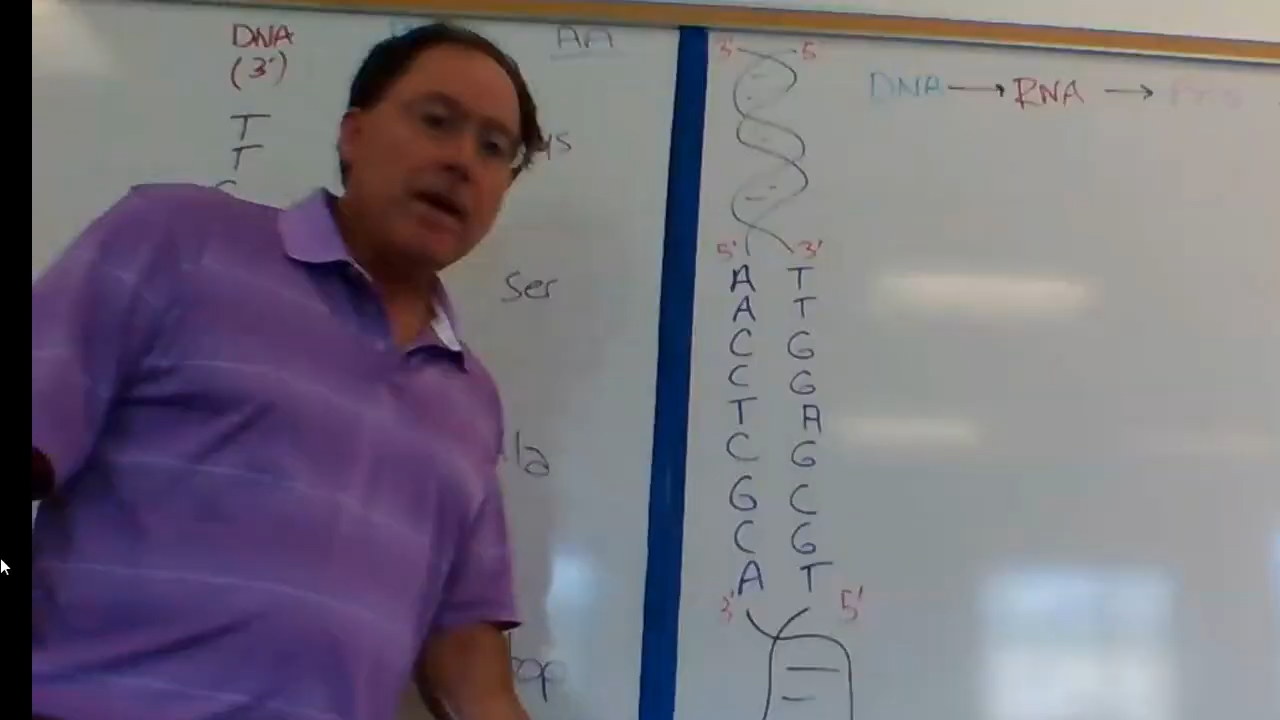 DNA
(3')
AA
T
T
Ser
3' 5
DNA → RNA →
5' 3'
A T
A T
C G
C G
T A
C G
G C
C G
A T
3' 5'